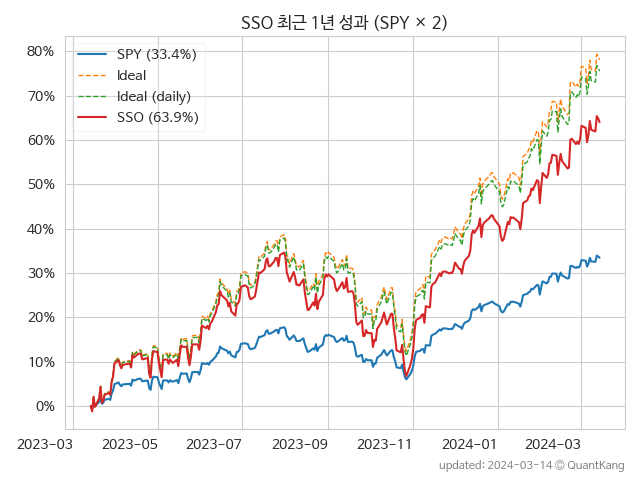 SSO 최근 1년 성과 (SPY × 2)
80%
70%
60%
50%
40%
30%
20%
10%
0%
SPY (33.4%)
Ideal
Ideal (daily)
SSO (63.9%)
2023-03
2023-05
2023-07
2023-09
2023-11
2024-01
2024-03
updated: 2024-03-14 ⓒ QuantKang